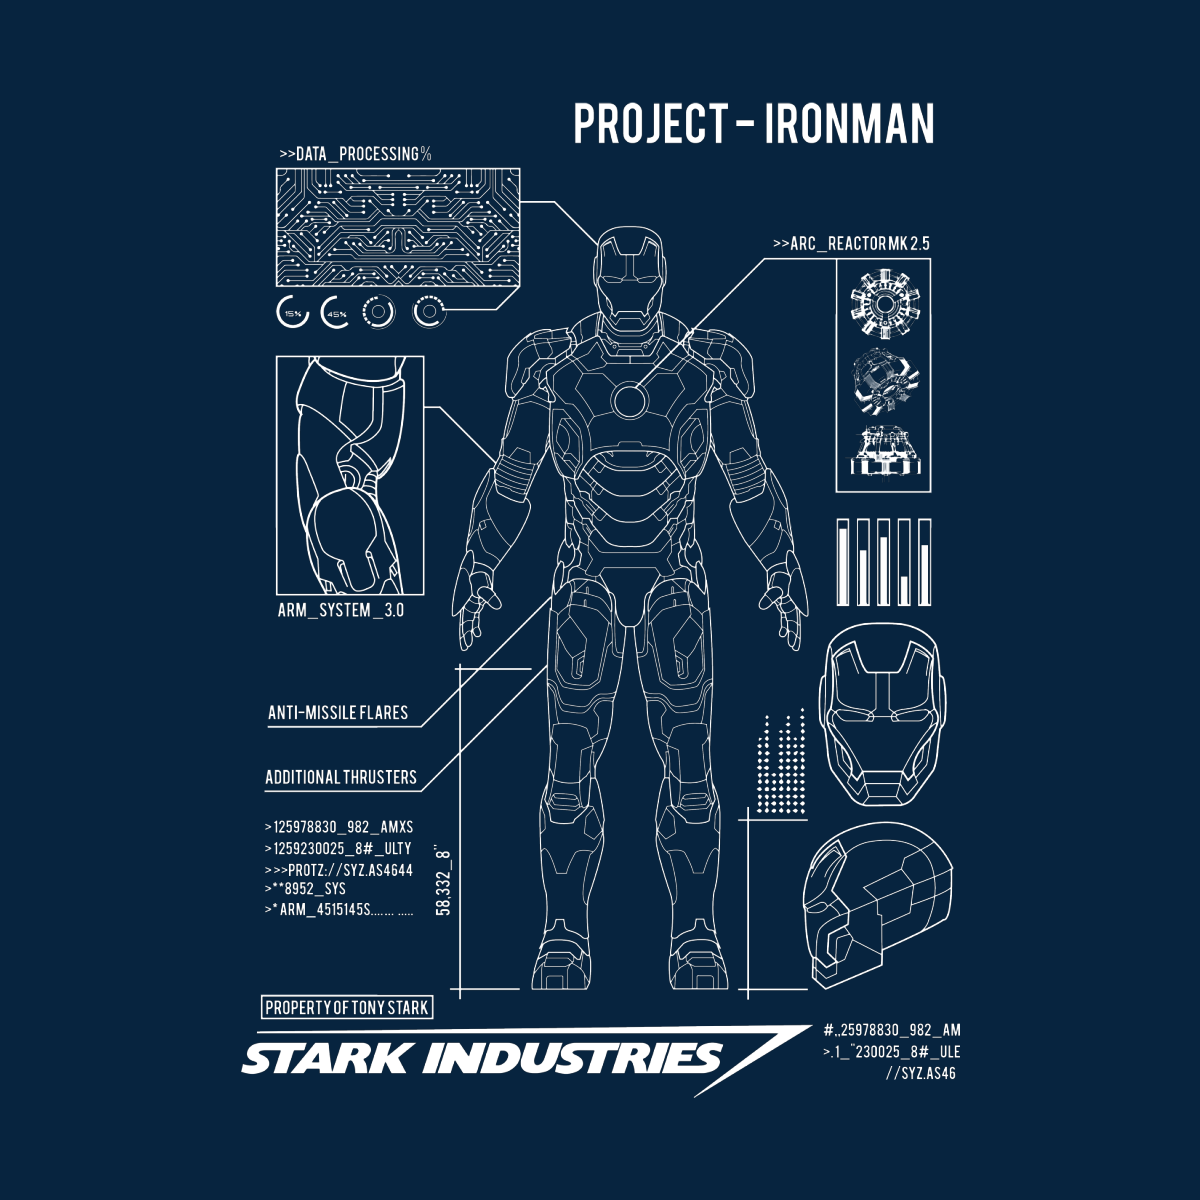 PROJECT - IRONMAN
>>DATA_PROCESSING%
15%
45%
>>ARC_REACTOR MK 2.5
ARM_SYSTEM_3.0
ANTI-MISSILE FLARES
ADDITIONAL THRUSTERS
>125978830_982_AMXS
>1259230025_8#_ULTY
>>>PROTZ://SYZ.AS4644
>**8952_SYS
>*ARM_4515145S....... .....
58.332_8"
PROPERTY OF TONY STARK
STARK INDUSTRIES
#,,25978830_982_AM
>.1_¨230025_8#_ULE
//SYZ.AS46